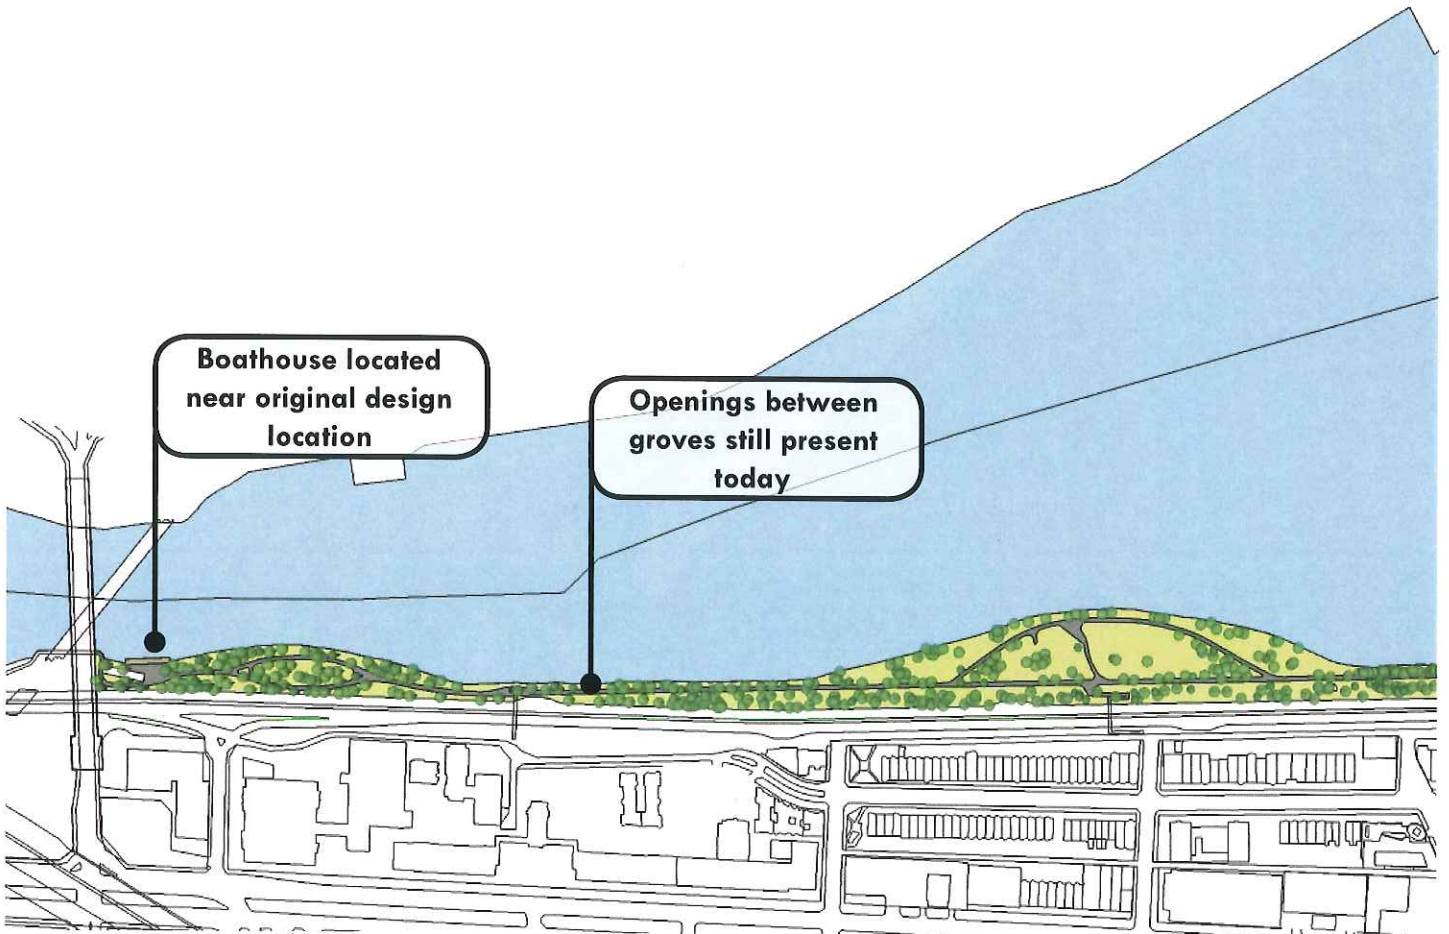 Boathouse located
near original design
location
Openings between
groves still present
today